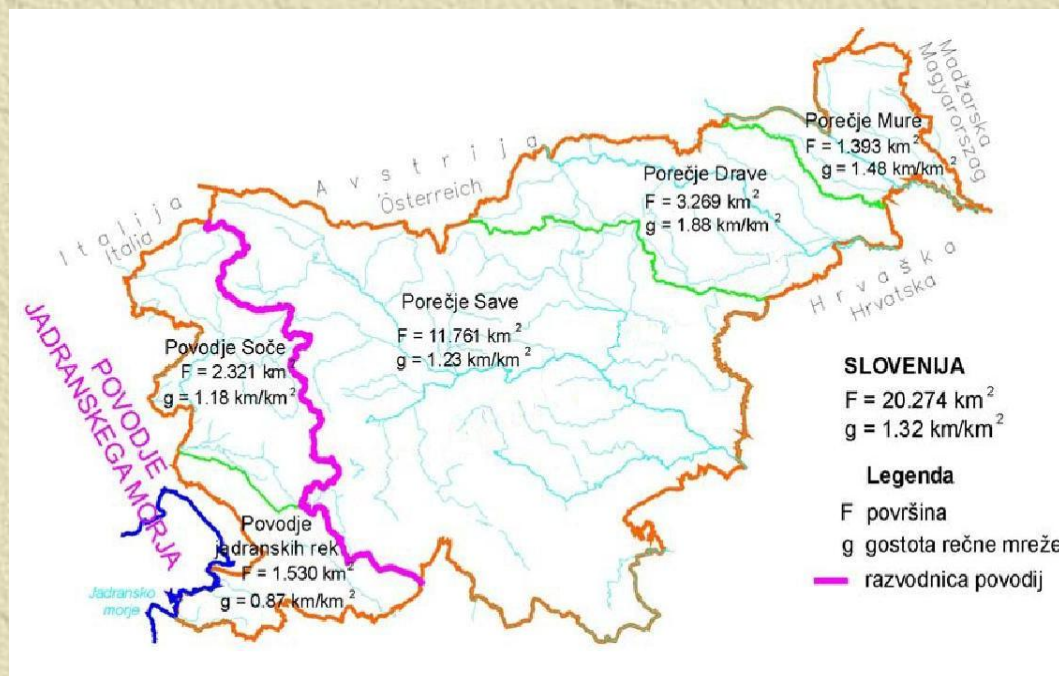 Italija
Italia
Avstrija
Österreich
Madžarska
Magyarország
Hrvaška
Hrvatska
Porečje Mure
F = 1.393 km²
g = 1.48 km/km²
Porečje Drave
F = 3.269 km²
g = 1.88 km/km²
Porečje Save
F = 11.761 km²
g = 1.23 km/km²
Povodje Soče
F = 2.321 km²
g = 1.18 km/km²
POVODJE
JADRANSKEGA MORJA
Povodje
jadranskih rek
F = 1.530 km²
g = 0.87 km/km²
Jadransko
morje
SLOVENIJA
F = 20.274 km²
g = 1.32 km/km²
Legenda
F površina
g gostota rečne mreže
razvodnica povodij